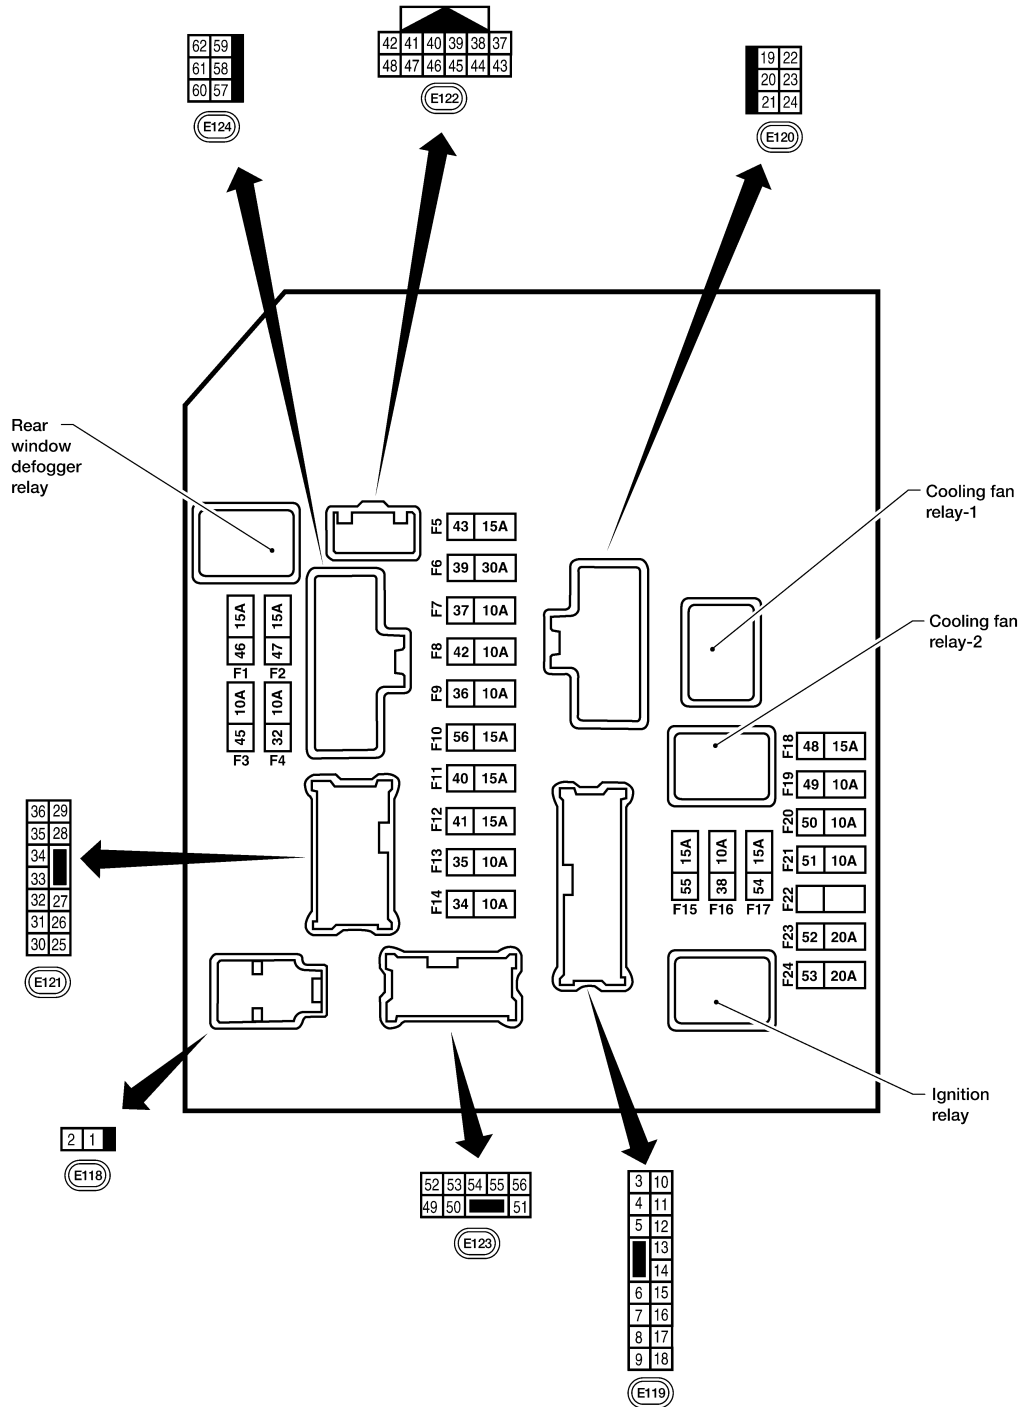 62 59
61 58
60 57
E124
42 41 40 39 38 37
48 47 46 45 44 43
E122
19 22
20 23
21 24
E120
Rear
window
defogger
relay
Cooling fan
relay-1
Cooling fan
relay-2
F5 43 15A
F6 39 30A
F7 37 10A
F8 42 10A
F9 36 10A
F10 56 15A
F11 40 15A
F12 41 15A
F13 35 10A
F14 34 10A
46 15A
F1
47 15A
F2
45 10A
F3
32 10A
F4
55 15A
F15
38 10A
F16
54 15A
F17
F18 48 15A
F19 49 10A
F20 50 10A
F21 51 10A
F22
F23 52 20A
F24 53 20A
36 29
35 28
34
33
32 27
31 26
30 25
E121
Ignition
relay
2 1
E118
52 53 54 55 56
49 50 51
E123
3 10
4 11
5 12
13
14
6 15
7 16
8 17
9 18
E119